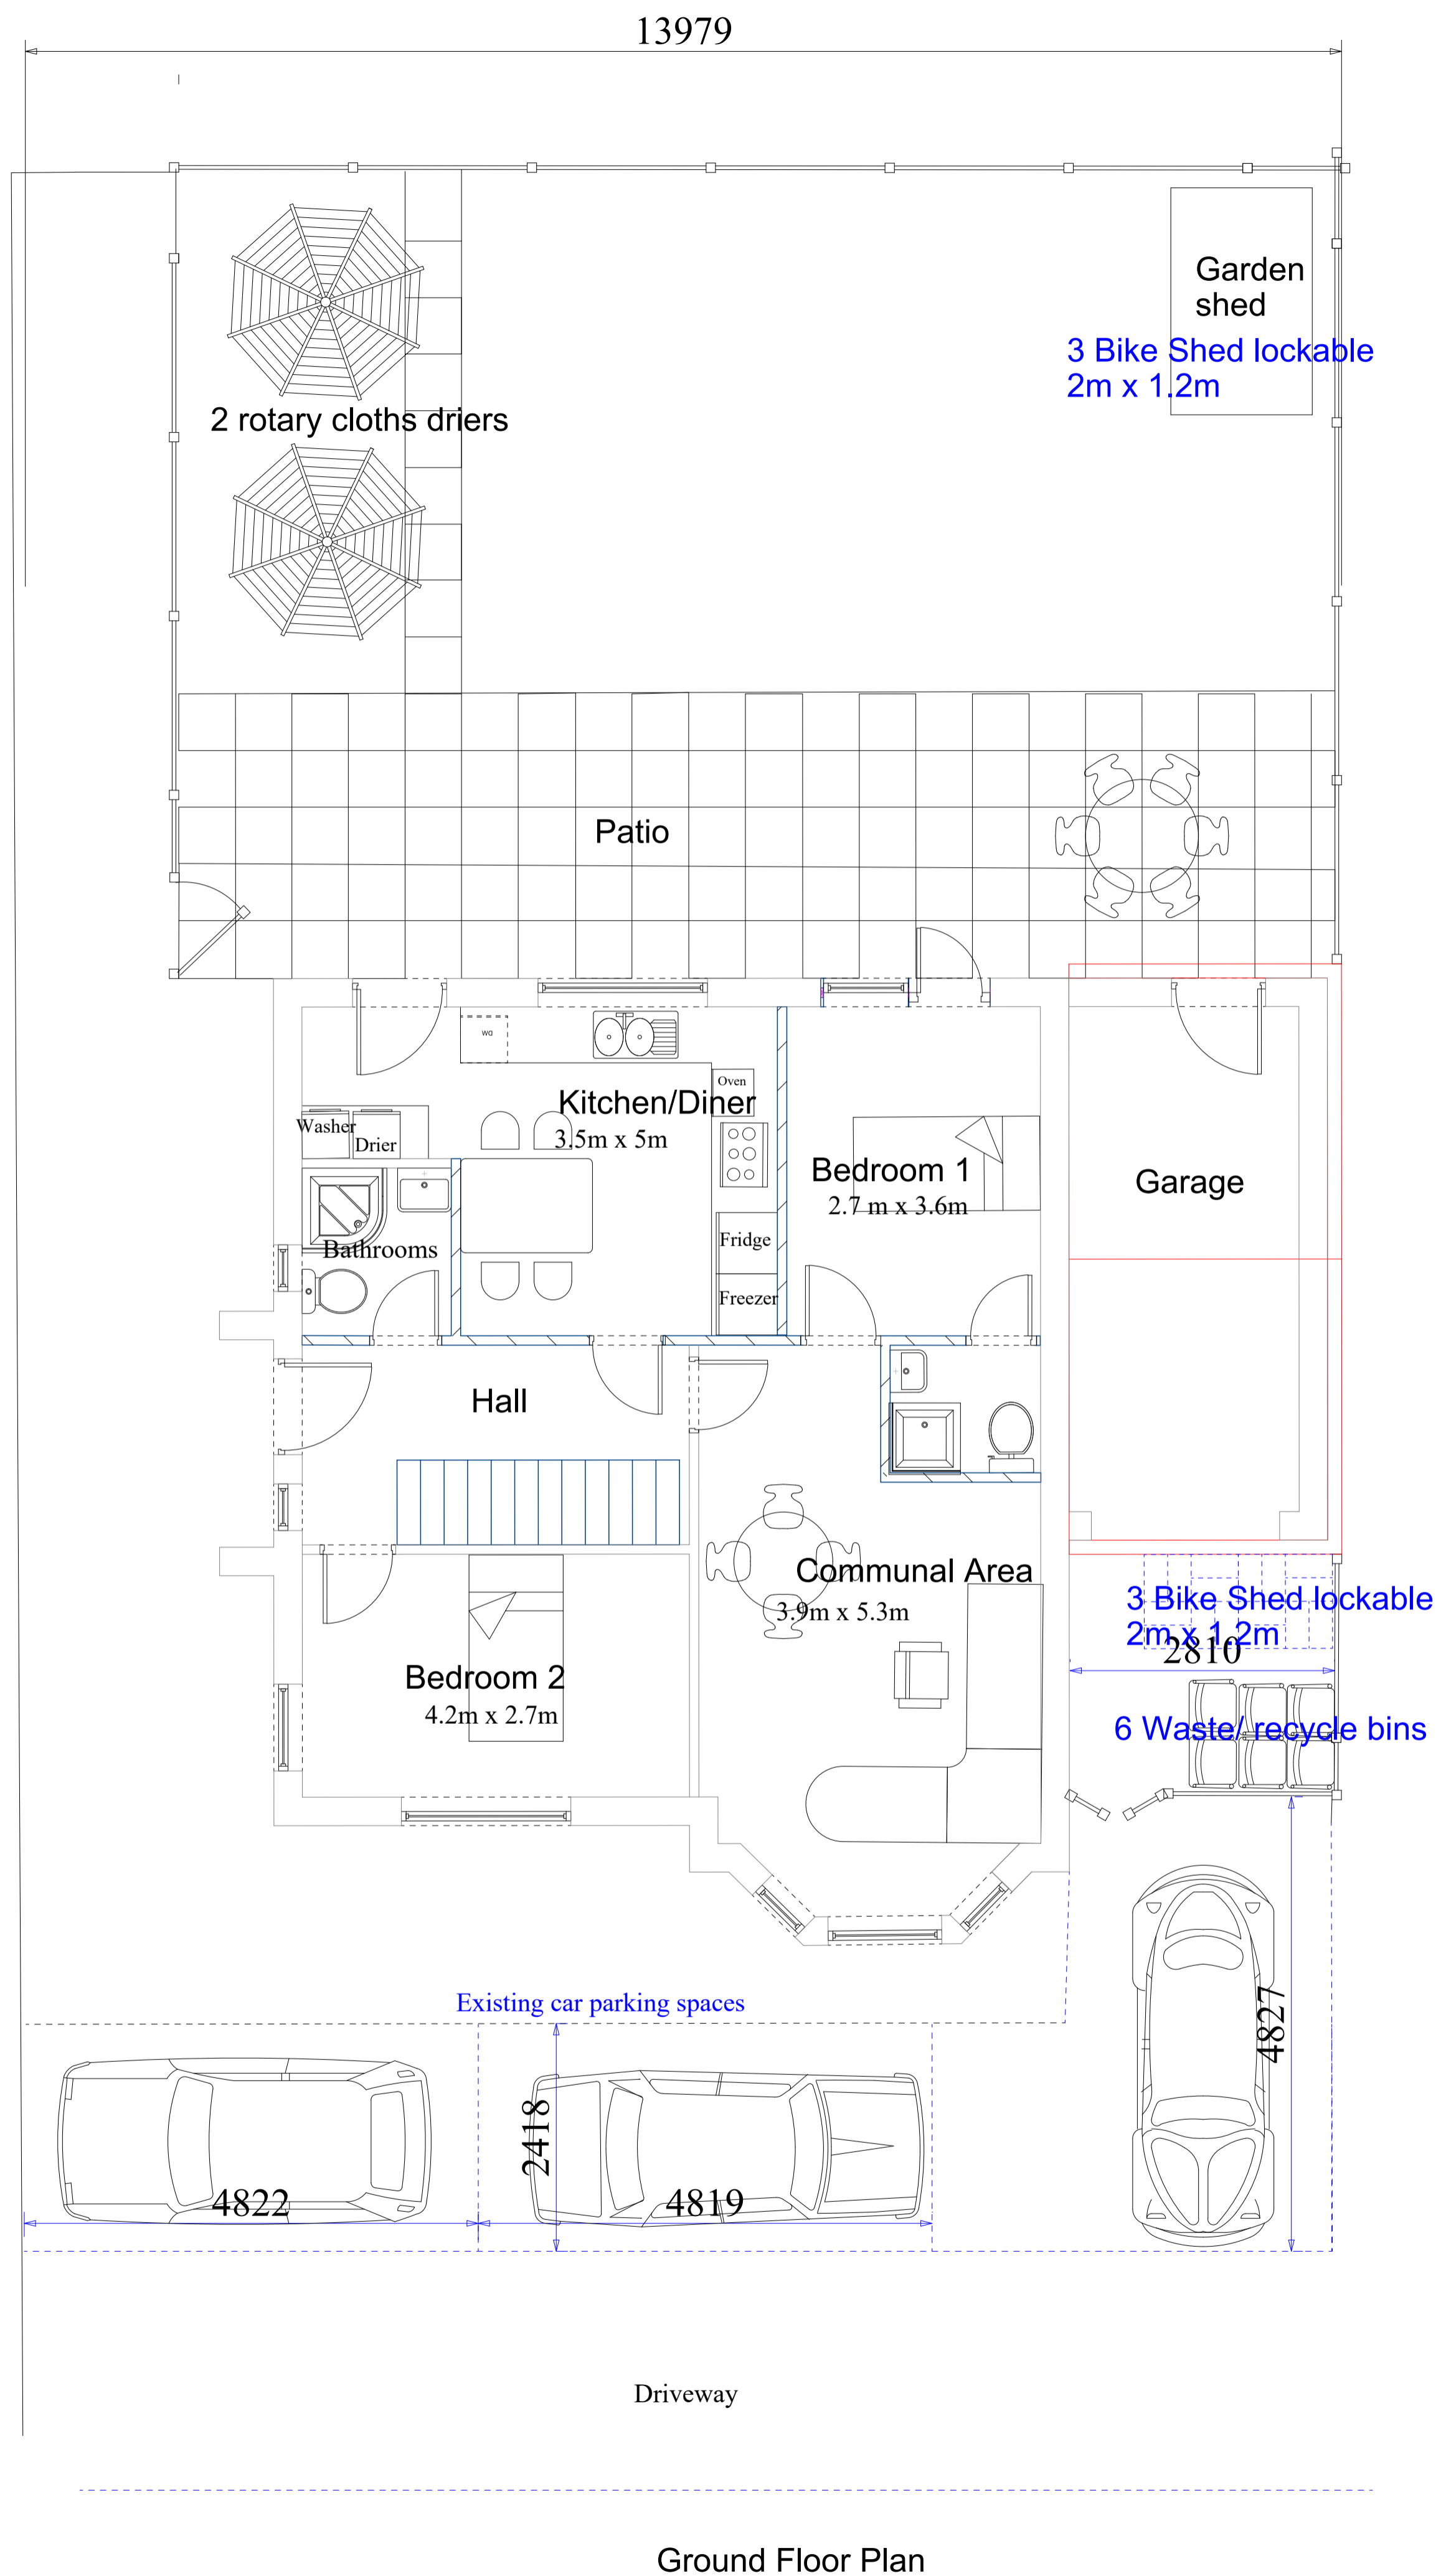 13979
Garden
shed
3 Bike Shed lockable
2m x 1.2m
2 rotary cloths driers
Patio
wd
Oven
Kitchen/Diner
3.5m x 5m
Washer
Drier
Bedroom 1
2.7 m x 3.6m
Garage
Fridge
Bathrooms
Freezer
Hall
Communal Area
3.9m x 5.3m
3 Bike Shed lockable
2m x 1.2m
2810
Bedroom 2
4.2m x 2.7m
6 Waste/ recycle bins
Existing car parking spaces
4827
2418
4822
4819
Driveway
Ground Floor Plan